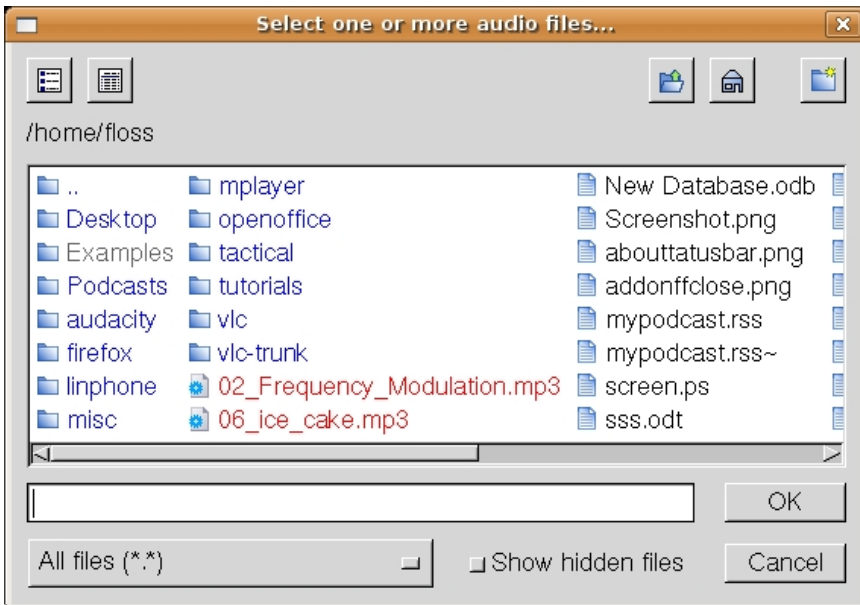 Select one or more audio files...
/home/floss
..
Desktop
Examples
Podcasts
audacity
firefox
linphone
misc
mplayer
openoffice
tactical
tutorials
vlc
vlc-trunk
02_Frequency_Modulation.mp3
06_ice_cake.mp3
New Database.odb
Screenshot.png
abouttatusbar.png
addonffclose.png
mypodcast.rss
mypodcast.rss~
screen.ps
sss.odt
OK
All files (*.*)
Show hidden files
Cancel